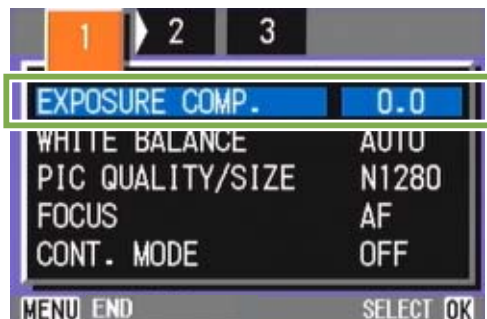 1 2 3
EXPOSURE COMP. 0.0
WHITE BALANCE AUTO
PIC QUALITY/SIZE N1280
FOCUS AF
CONT. MODE OFF
MENU END SELECT OK